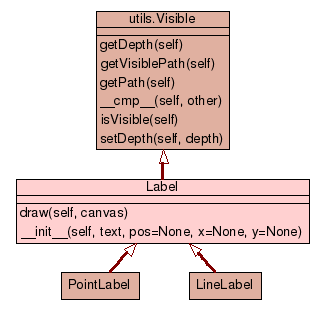 utils.Visible
getDepth(self)
getVisiblePath(self)
getPath(self)
__cmp__(self, other)
isVisible(self)
setDepth(self, depth)
Label
draw(self, canvas)
__init__(self, text, pos=None, x=None, y=None)
PointLabel
LineLabel